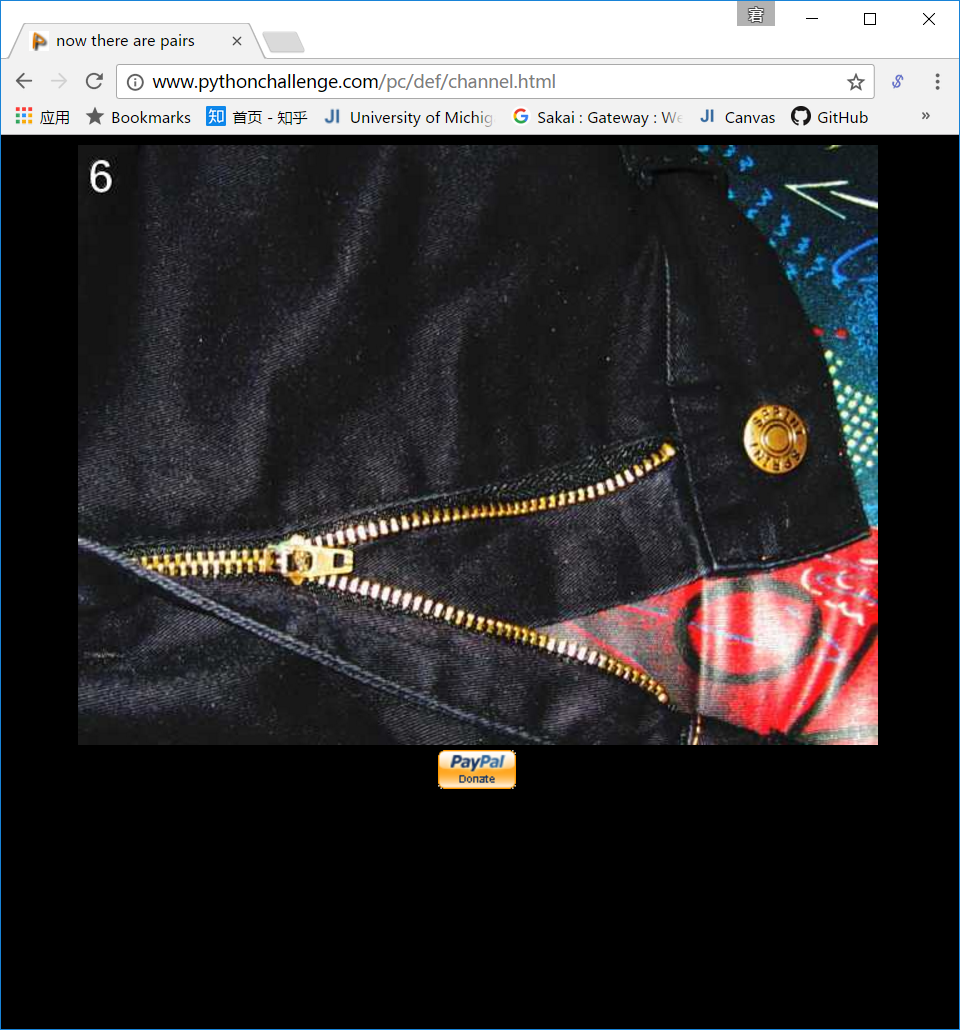 now there are pairs
www.pythonchallenge.com/pc/def/channel.html
应用 Bookmarks 知 首页 - 知乎 JI University of Michig G Sakai : Gateway : We JI Canvas GitHub »
6
SPRINT SPRINT
PayPal
Donate